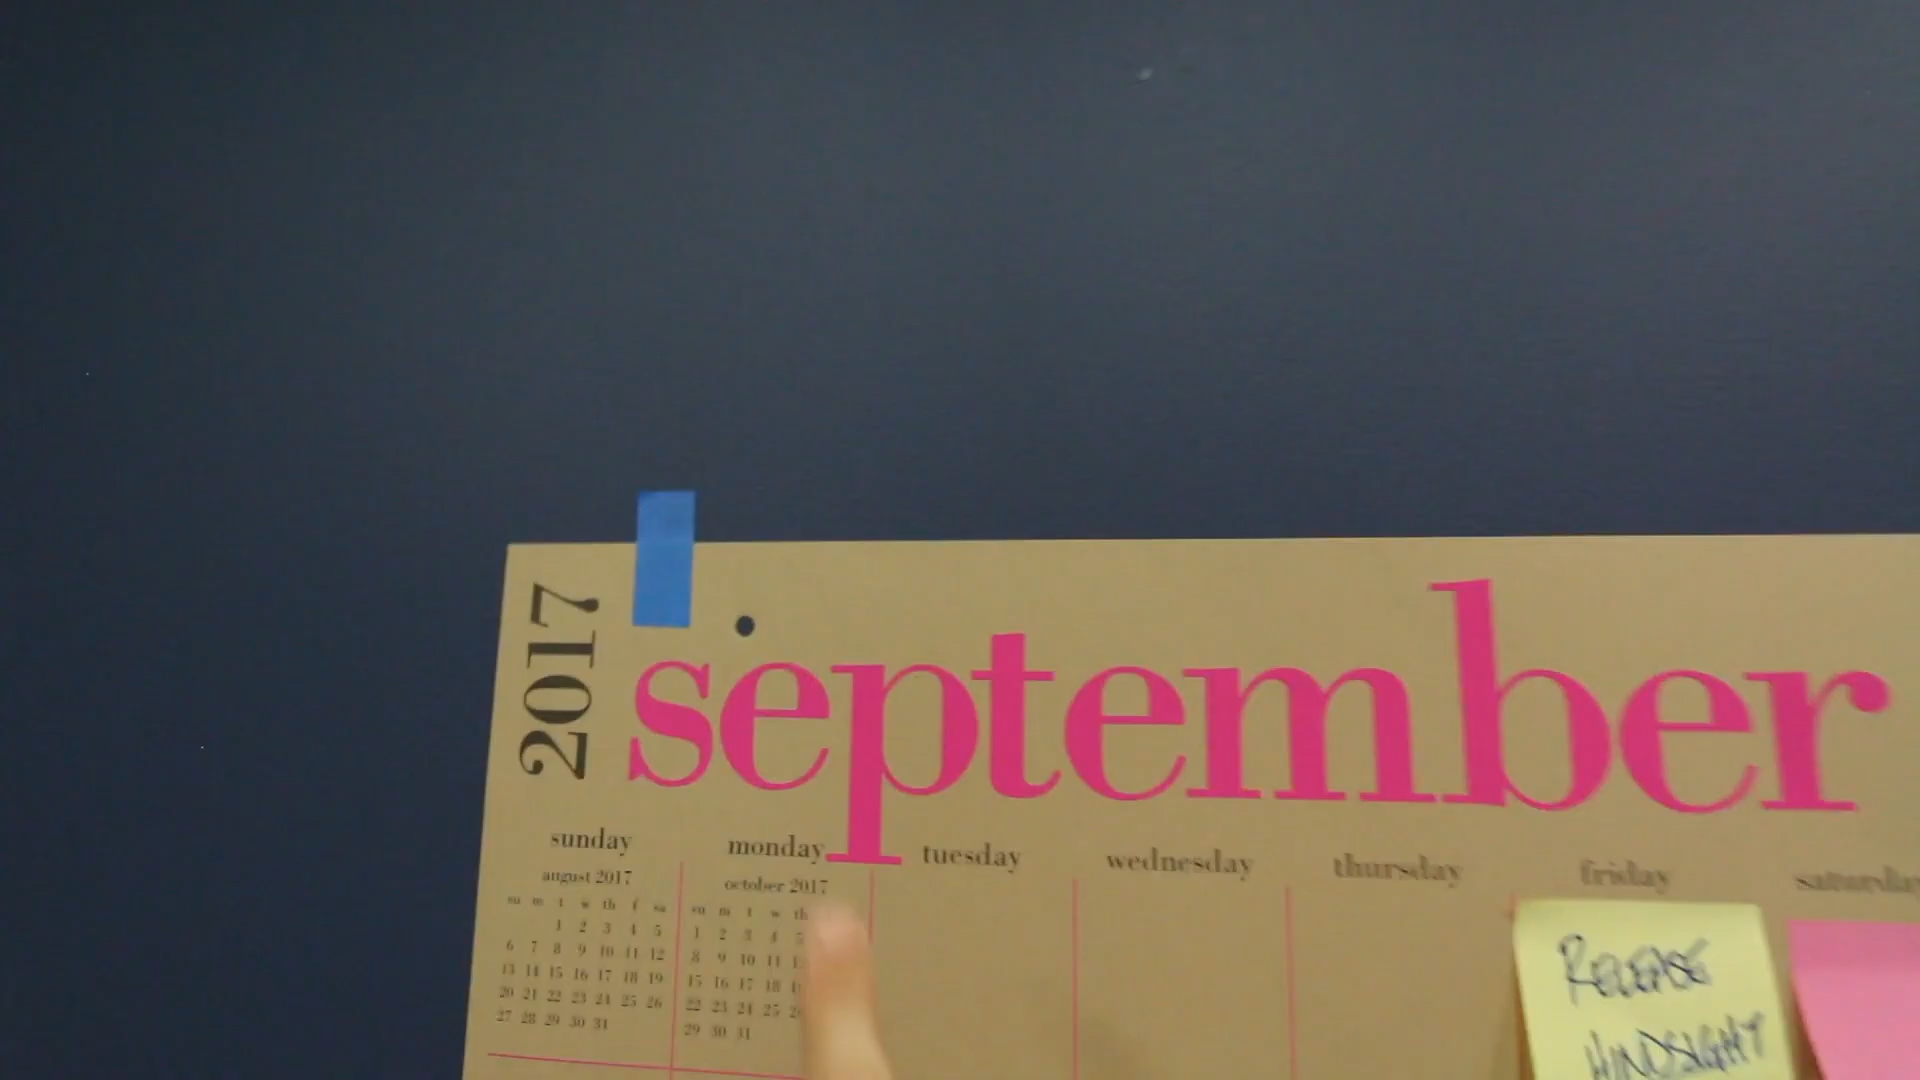 2017
september
sunday monday tuesday wednesday thursday friday saturday
august 2017
su m t w th f sa
1 2 3 4 5
6 7 8 9 10 11 12
13 14 15 16 17 18 19
20 21 22 23 24 25 26
27 28 29 30 31
october 2017
su m t w th
1 2 3 4 5
8 9 10 11
15 16 17 18
22 23 24 25
29 30 31
RELEASE
HINDSIGHT